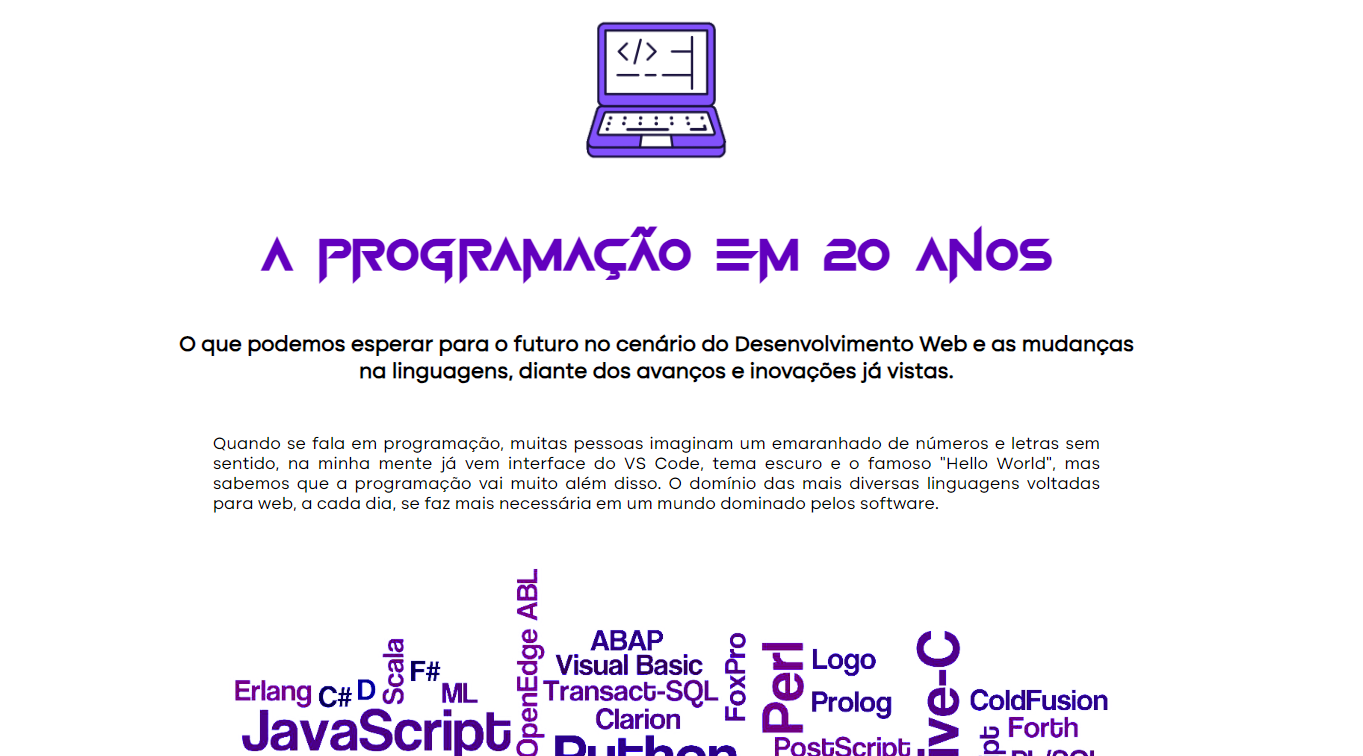 </>
A PROGRAMAÇÃO EM 20 ANOS
O que podemos esperar para o futuro no cenário do Desenvolvimento Web e as mudanças
na linguagens, diante dos avanços e inovações já vistas.
Quando se fala em programação, muitas pessoas imaginam um emaranhado de números e letras sem
sentido, na minha mente já vem interface do VS Code, tema escuro e o famoso "Hello World", mas
sabemos que a programação vai muito além disso. O domínio das mais diversas linguagens voltadas
para web, a cada dia, se faz mais necessária em um mundo dominado pelos software.
OpenEdge ABL
ABAP
Visual Basic
Transact-SQL
Clarion
Python
FoxPro
Perl
Logo
Prolog
PostScript
ive-C
ColdFusion
Forth
Scala
F#
ML
Erlang
C#
D
JavaScript